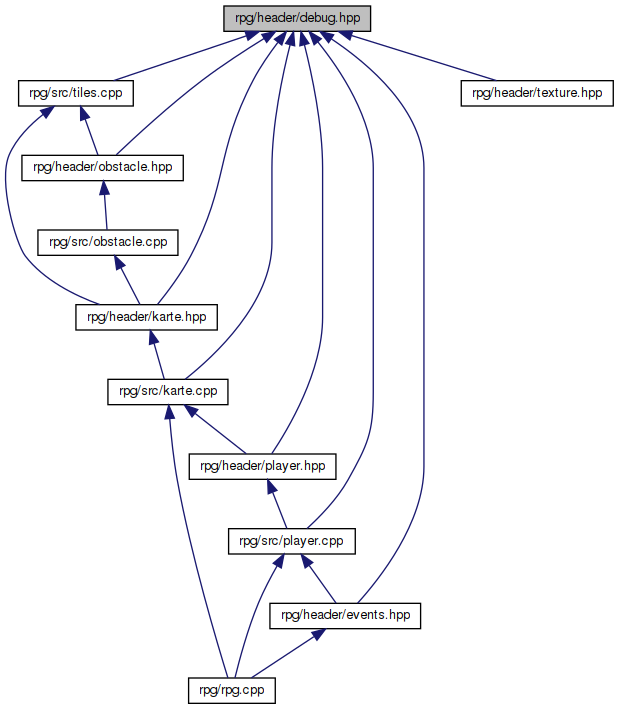 rpg/header/debug.hpp
rpg/src/tiles.cpp
rpg/header/texture.hpp
rpg/header/obstacle.hpp
rpg/src/obstacle.cpp
rpg/header/karte.hpp
rpg/src/karte.cpp
rpg/header/player.hpp
rpg/src/player.cpp
rpg/header/events.hpp
rpg/rpg.cpp